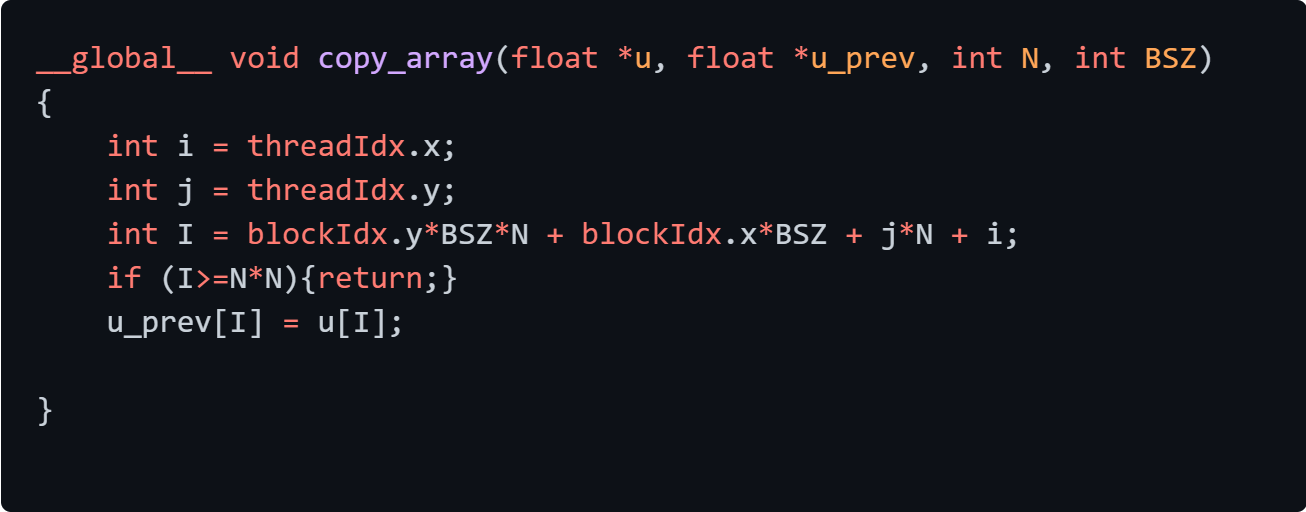 __global__ void copy_array(float *u, float *u_prev, int N, int BSZ)
{
    int i = threadIdx.x;
    int j = threadIdx.y;
    int I = blockIdx.y*BSZ*N + blockIdx.x*BSZ + j*N + i;
    if (I>=N*N){return;}
    u_prev[I] = u[I];

}